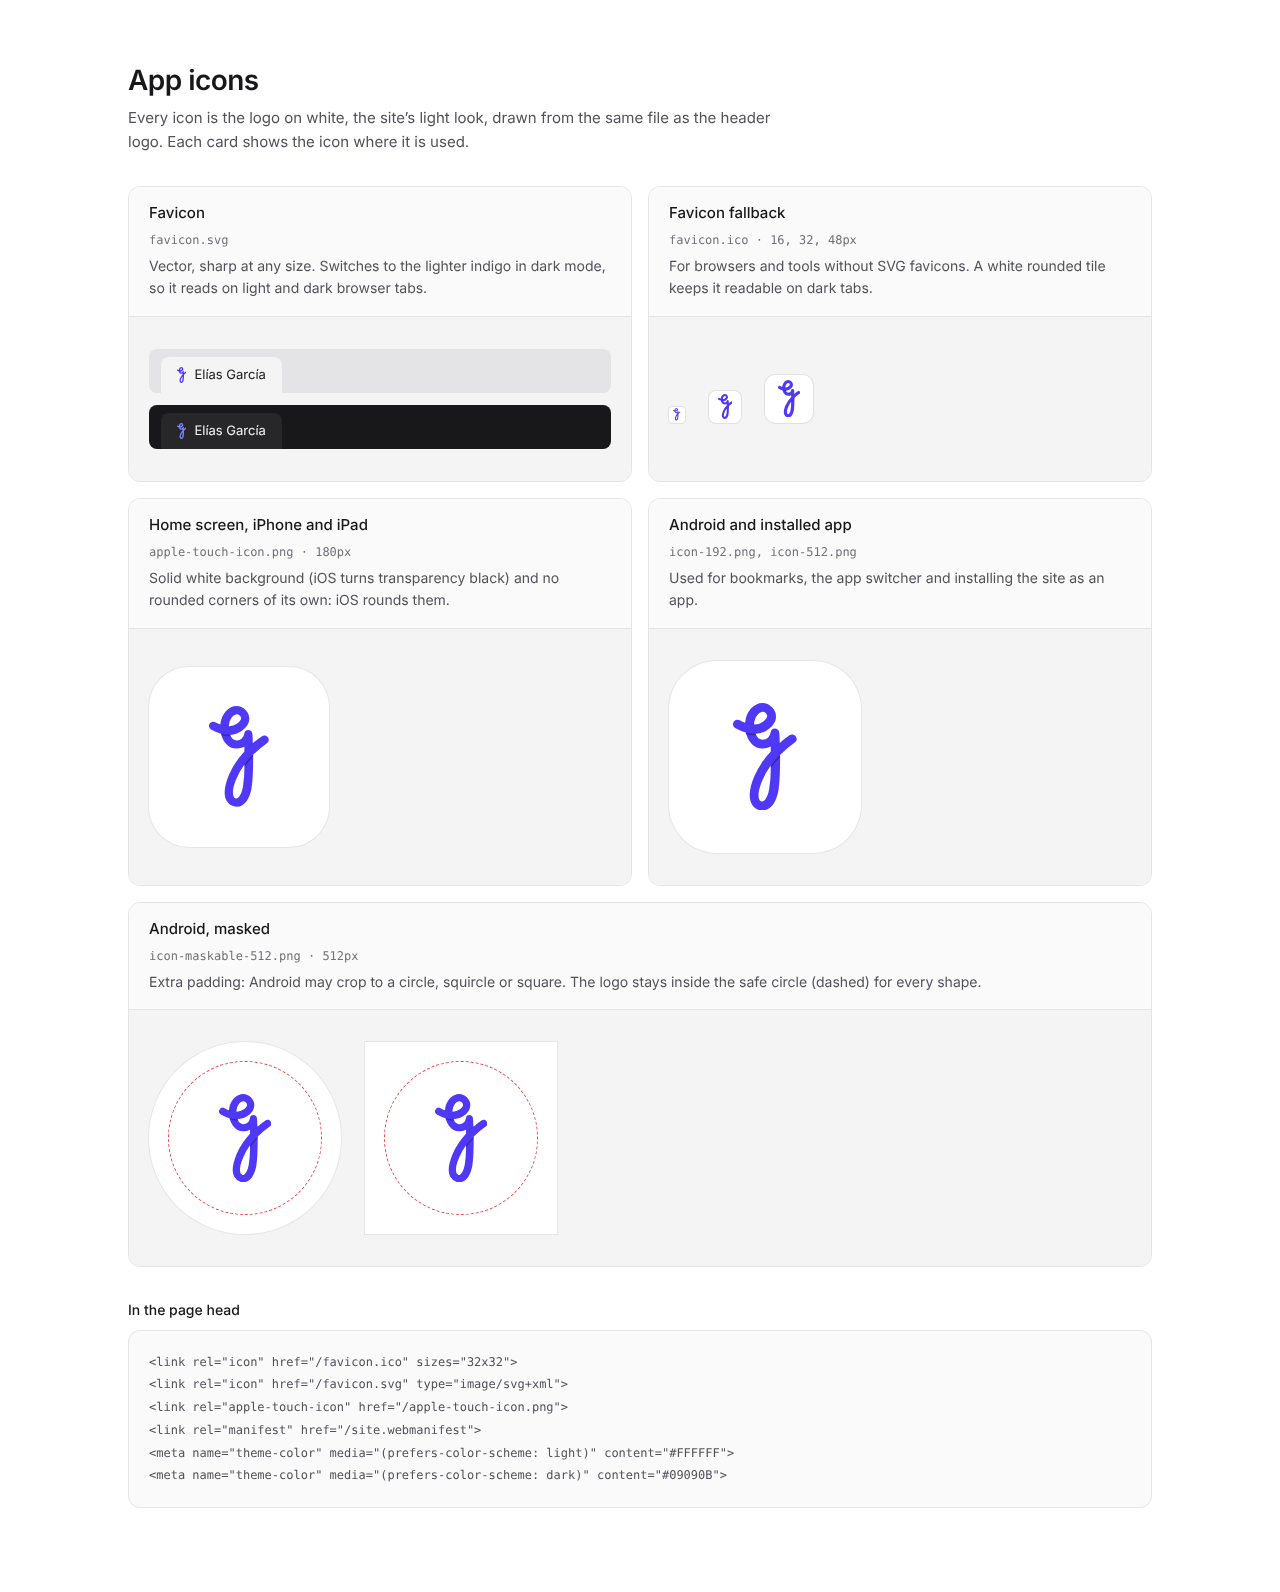 App icons
Every icon is the logo on white, the site’s light look, drawn from the same file as the header
logo. Each card shows the icon where it is used.
Favicon
favicon.svg
Vector, sharp at any size. Switches to the lighter indigo in dark mode,
so it reads on light and dark browser tabs.
Elías García
Elías García
Favicon fallback
favicon.ico · 16, 32, 48px
For browsers and tools without SVG favicons. A white rounded tile
keeps it readable on dark tabs.
Home screen, iPhone and iPad
apple-touch-icon.png · 180px
Solid white background (iOS turns transparency black) and no
rounded corners of its own: iOS rounds them.
Android and installed app
icon-192.png, icon-512.png
Used for bookmarks, the app switcher and installing the site as an
app.
Android, masked
icon-maskable-512.png · 512px
Extra padding: Android may crop to a circle, squircle or square. The logo stays inside the safe circle (dashed) for every shape.
In the page head
<link rel="icon" href="/favicon.ico" sizes="32x32">
<link rel="icon" href="/favicon.svg" type="image/svg+xml">
<link rel="apple-touch-icon" href="/apple-touch-icon.png">
<link rel="manifest" href="/site.webmanifest">
<meta name="theme-color" media="(prefers-color-scheme: light)" content="#FFFFFF">
<meta name="theme-color" media="(prefers-color-scheme: dark)" content="#09090B">